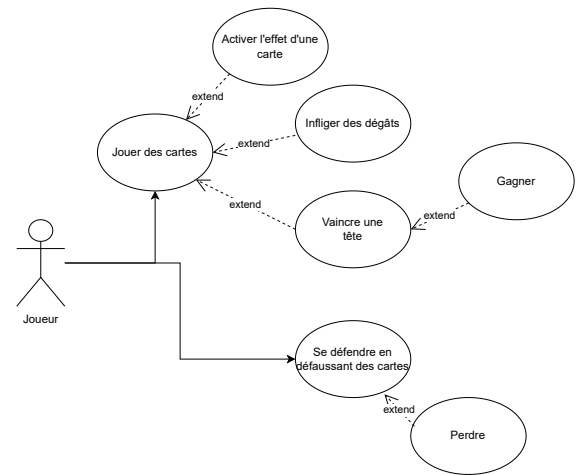 Activer l'effet d'une
carte
extend
Jouer des cartes
extend
Infliger des dégâts
extend
Vaincre une
tête
extend
Gagner
Joueur
Se défendre en
défaussant des cartes
extend
Perdre